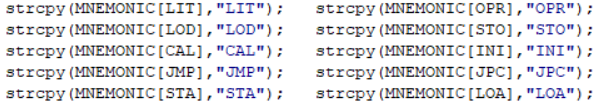 strcpy(MNEMONIC[LIT],"LIT");   strcpy(MNEMONIC[OPR],"OPR");
strcpy(MNEMONIC[LOD],"LOD");   strcpy(MNEMONIC[STO],"STO");
strcpy(MNEMONIC[CAL],"CAL");   strcpy(MNEMONIC[INI],"INI");
strcpy(MNEMONIC[JMP],"JMP");   strcpy(MNEMONIC[JPC],"JPC");
strcpy(MNEMONIC[STA],"STA");   strcpy(MNEMONIC[LOA],"LOA");